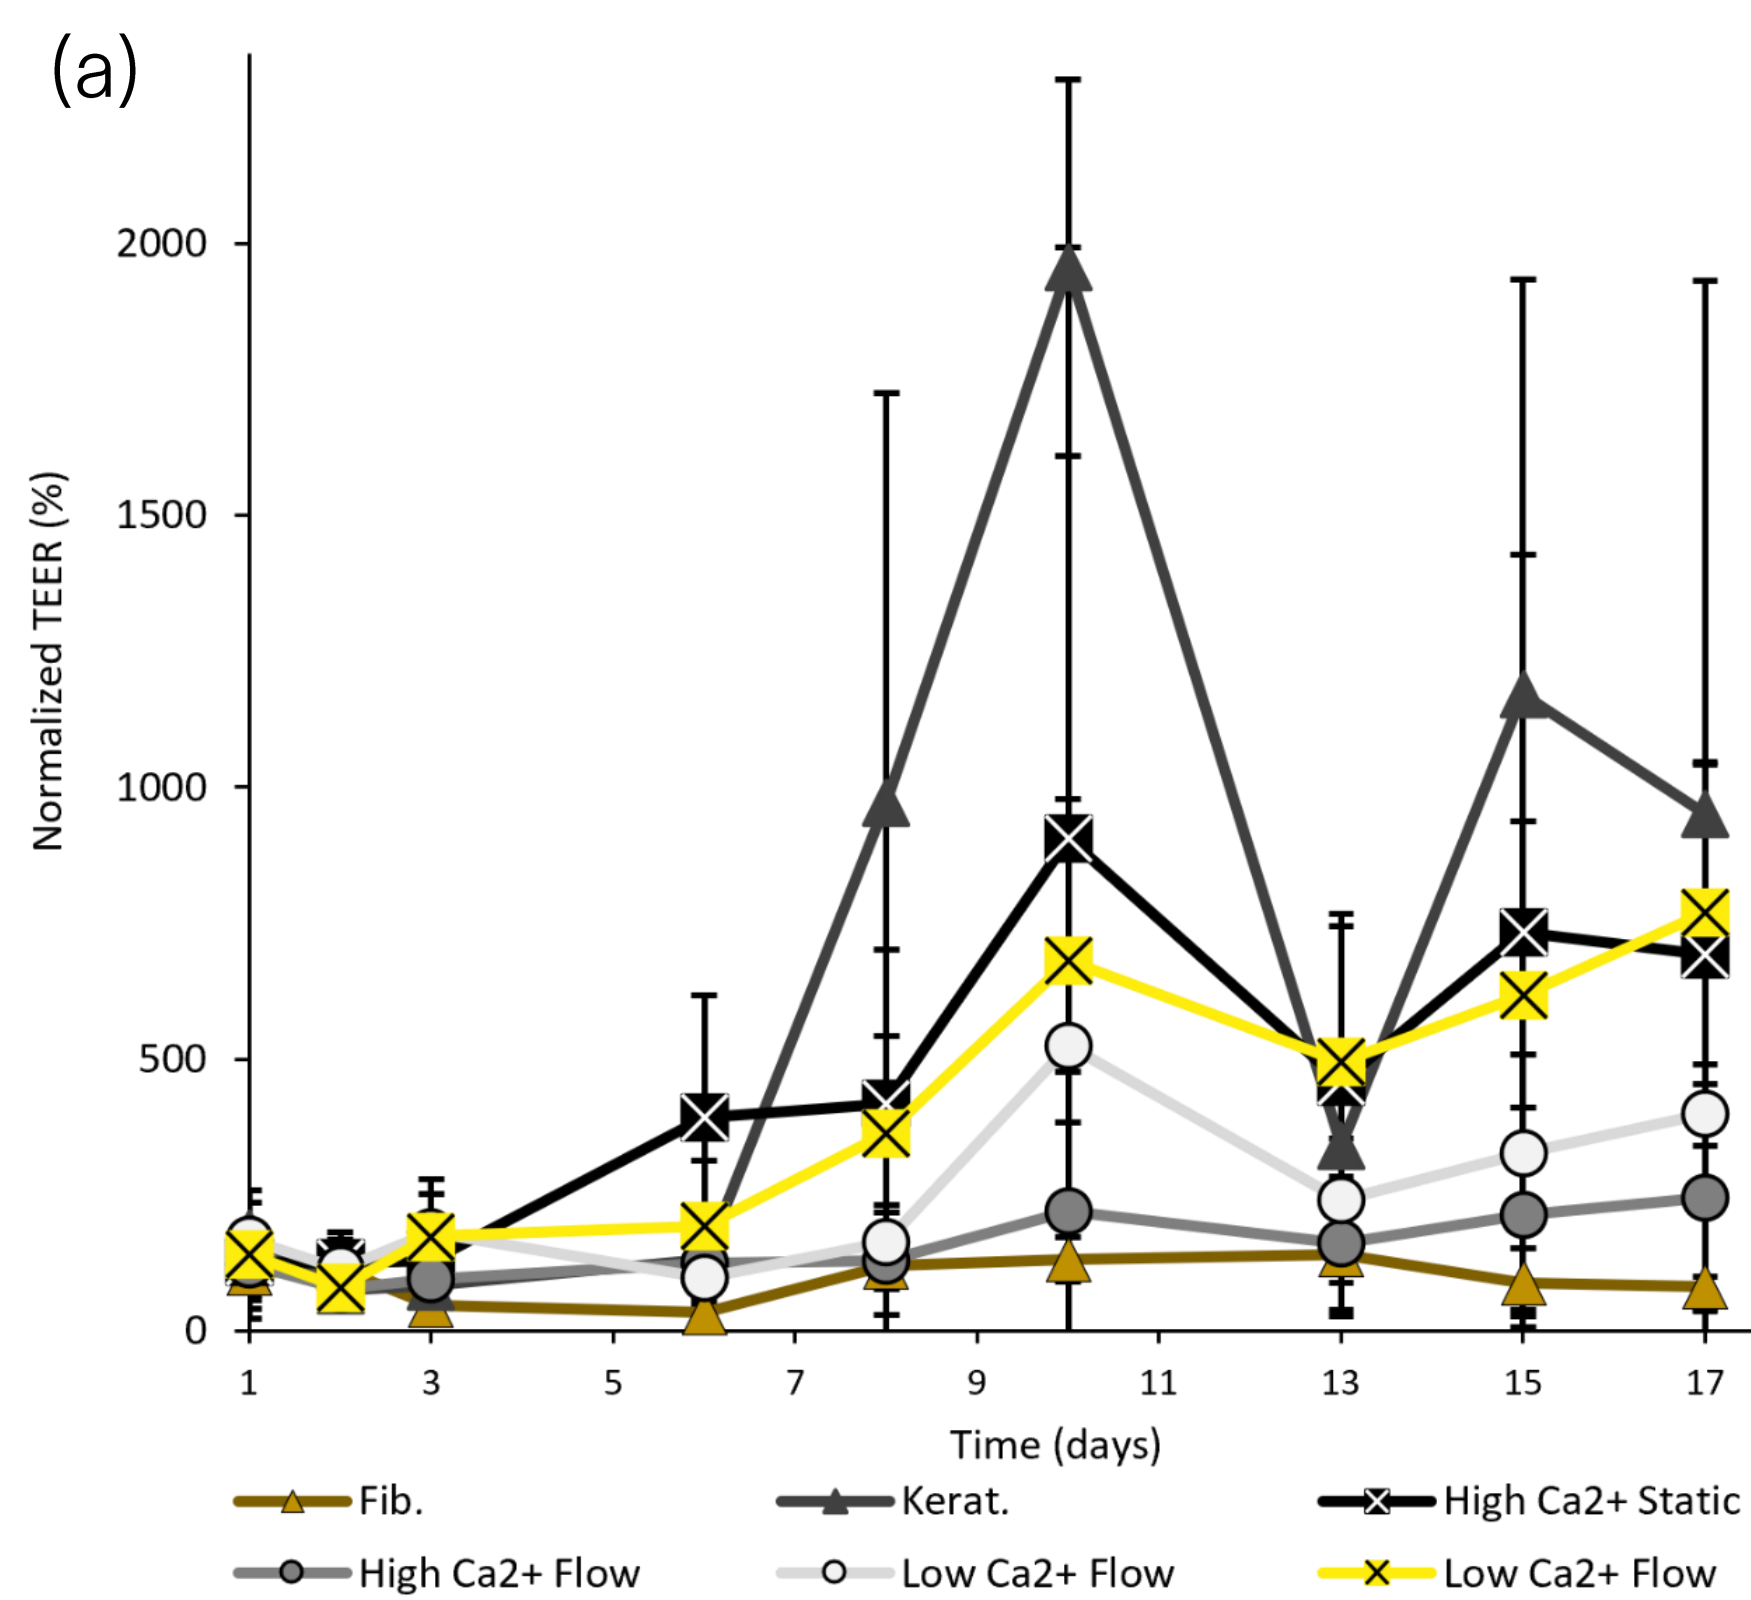 (a)
Normalized TEER (%)
2000
1500
1000
500
0
1 3 5 7 9 11 13 15 17
Time (days)
Fib. Kerat. High Ca2+ Static
High Ca2+ Flow Low Ca2+ Flow Low Ca2+ Flow